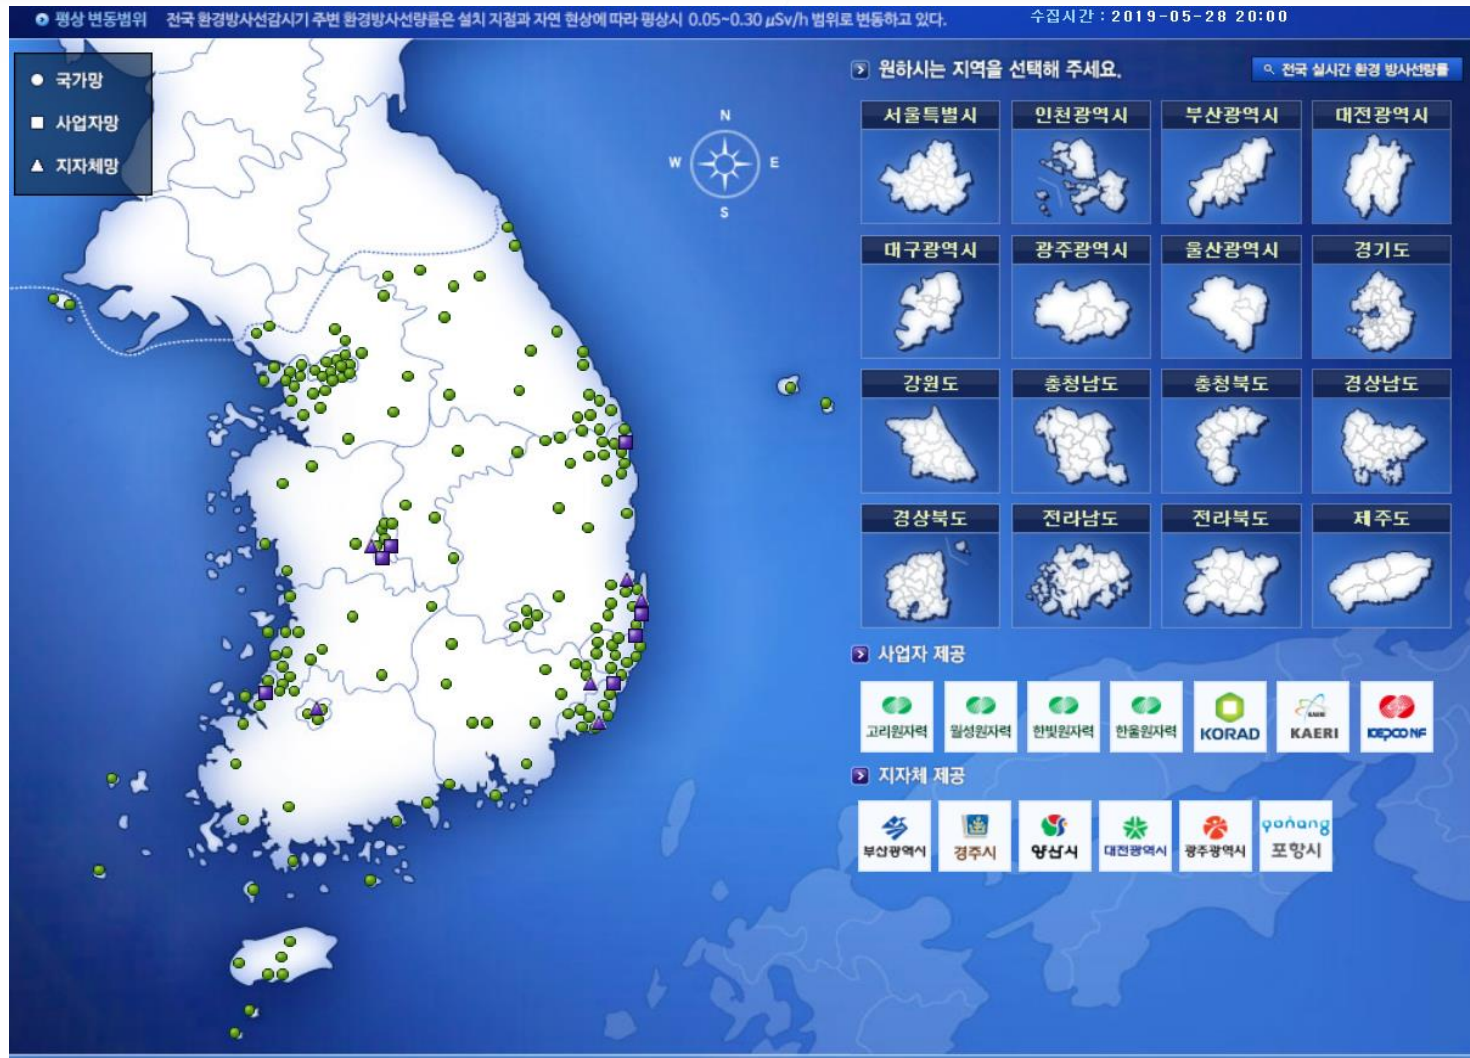 평상 변동범위 전국 환경방사선감시기 주변 환경방사선량률은 설치 지점과 자연 현상에 따라 평상시 0.05~0.30 μSv/h 범위로 변동하고 있다.
수집시간 : 2019-05-28 20:00
국가망
사업자망
지자체망
N
W E
S
원하시는 지역을 선택해 주세요.
전국 실시간 환경 방사선량률
서울특별시 인천광역시 부산광역시 대전광역시
대구광역시 광주광역시 울산광역시 경기도
강원도 충청남도 충청북도 경상남도
경상북도 전라남도 전라북도 제주도
사업자 제공
고리원자력 월성원자력 한빛원자력 한울원자력 KORAD KAERI KAERI KEPCO NF
지자체 제공
부산광역시 경주시 양산시 대전광역시 광주광역시 pohang 포항시